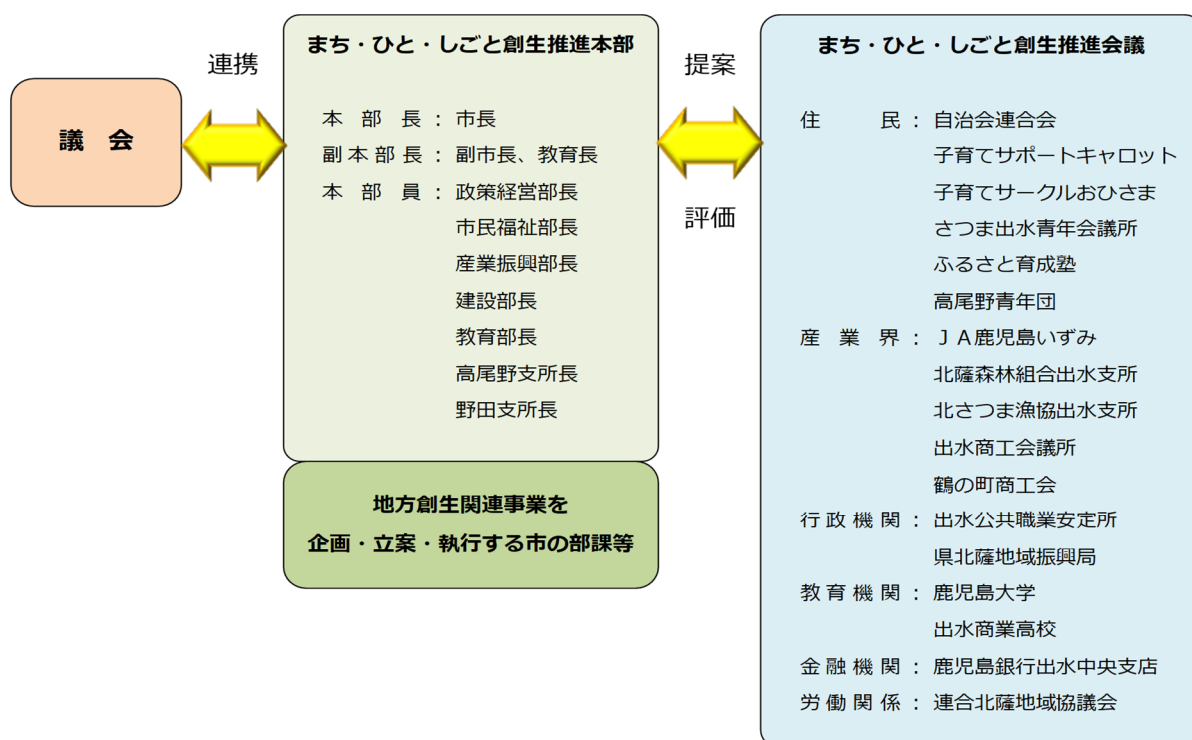 議　会
連携
まち・ひと・しごと創生推進本部
本　部　長 ： 市長
副本部長 ： 副市長、教育長
本　部　員 ： 政策経営部長
市民福祉部長
産業振興部長
建設部長
教育部長
高尾野支所長
野田支所長
地方創生関連事業を
企画・立案・執行する市の部課等
提案
評価
まち・ひと・しごと創生推進会議
住　　　民 ： 自治会連合会
子育てサポートキャロット
子育てサークルおひさま
さつま出水青年会議所
ふるさと育成塾
高尾野青年団
産　業　界 ： ＪＡ鹿児島いずみ
北薩森林組合出水支所
北さつま漁協出水支所
出水商工会議所
鶴の町商工会
行政機関 ： 出水公共職業安定所
県北薩地域振興局
教育機関 ： 鹿児島大学
出水商業高校
金融機関 ： 鹿児島銀行出水中央支店
労働関係 ： 連合北薩地域協議会